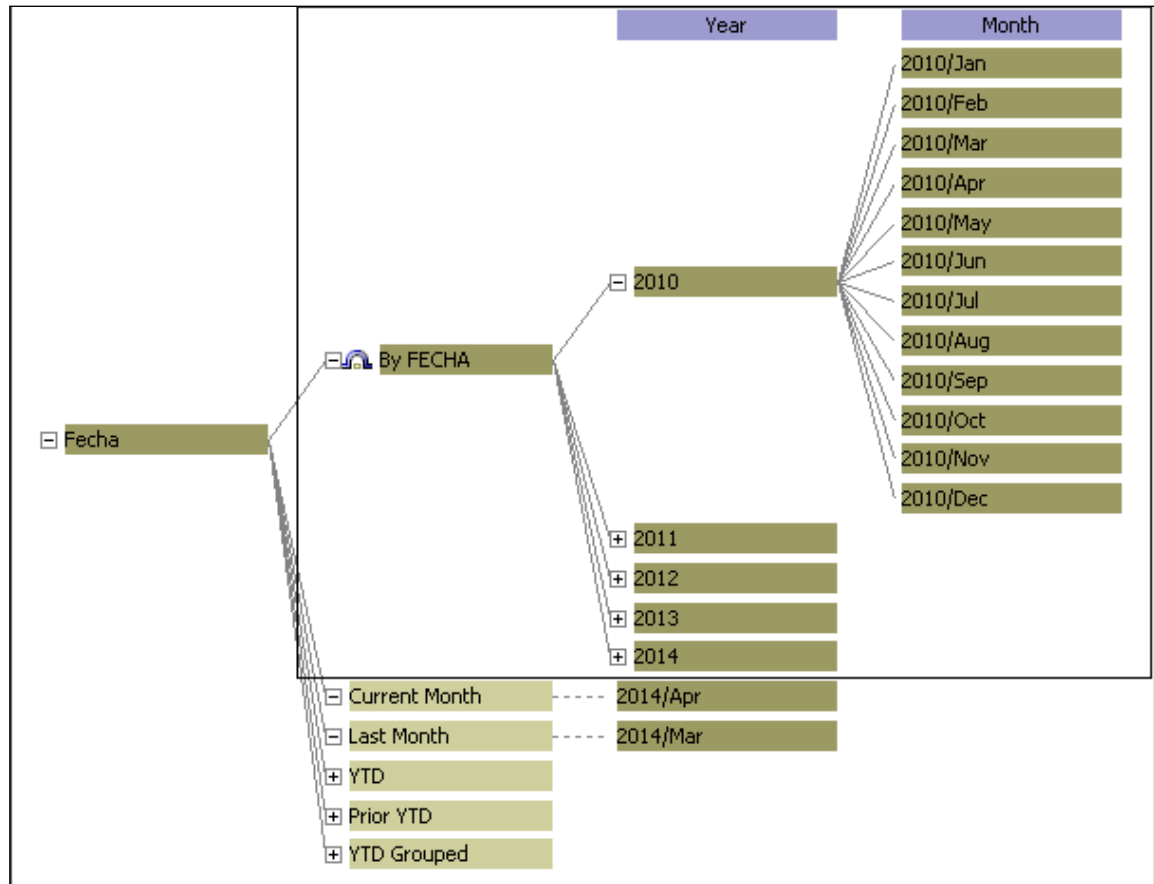 Year Month
2010/Jan
2010/Feb
2010/Mar
2010/Apr
2010/May
2010/Jun
2010
2010/Jul
2010/Aug
By FECHA
2010/Sep
2010/Oct
Fecha
2010/Nov
2010/Dec
2011
2012
2013
2014
Current Month 2014/Apr
Last Month 2014/Mar
YTD
Prior YTD
YTD Grouped